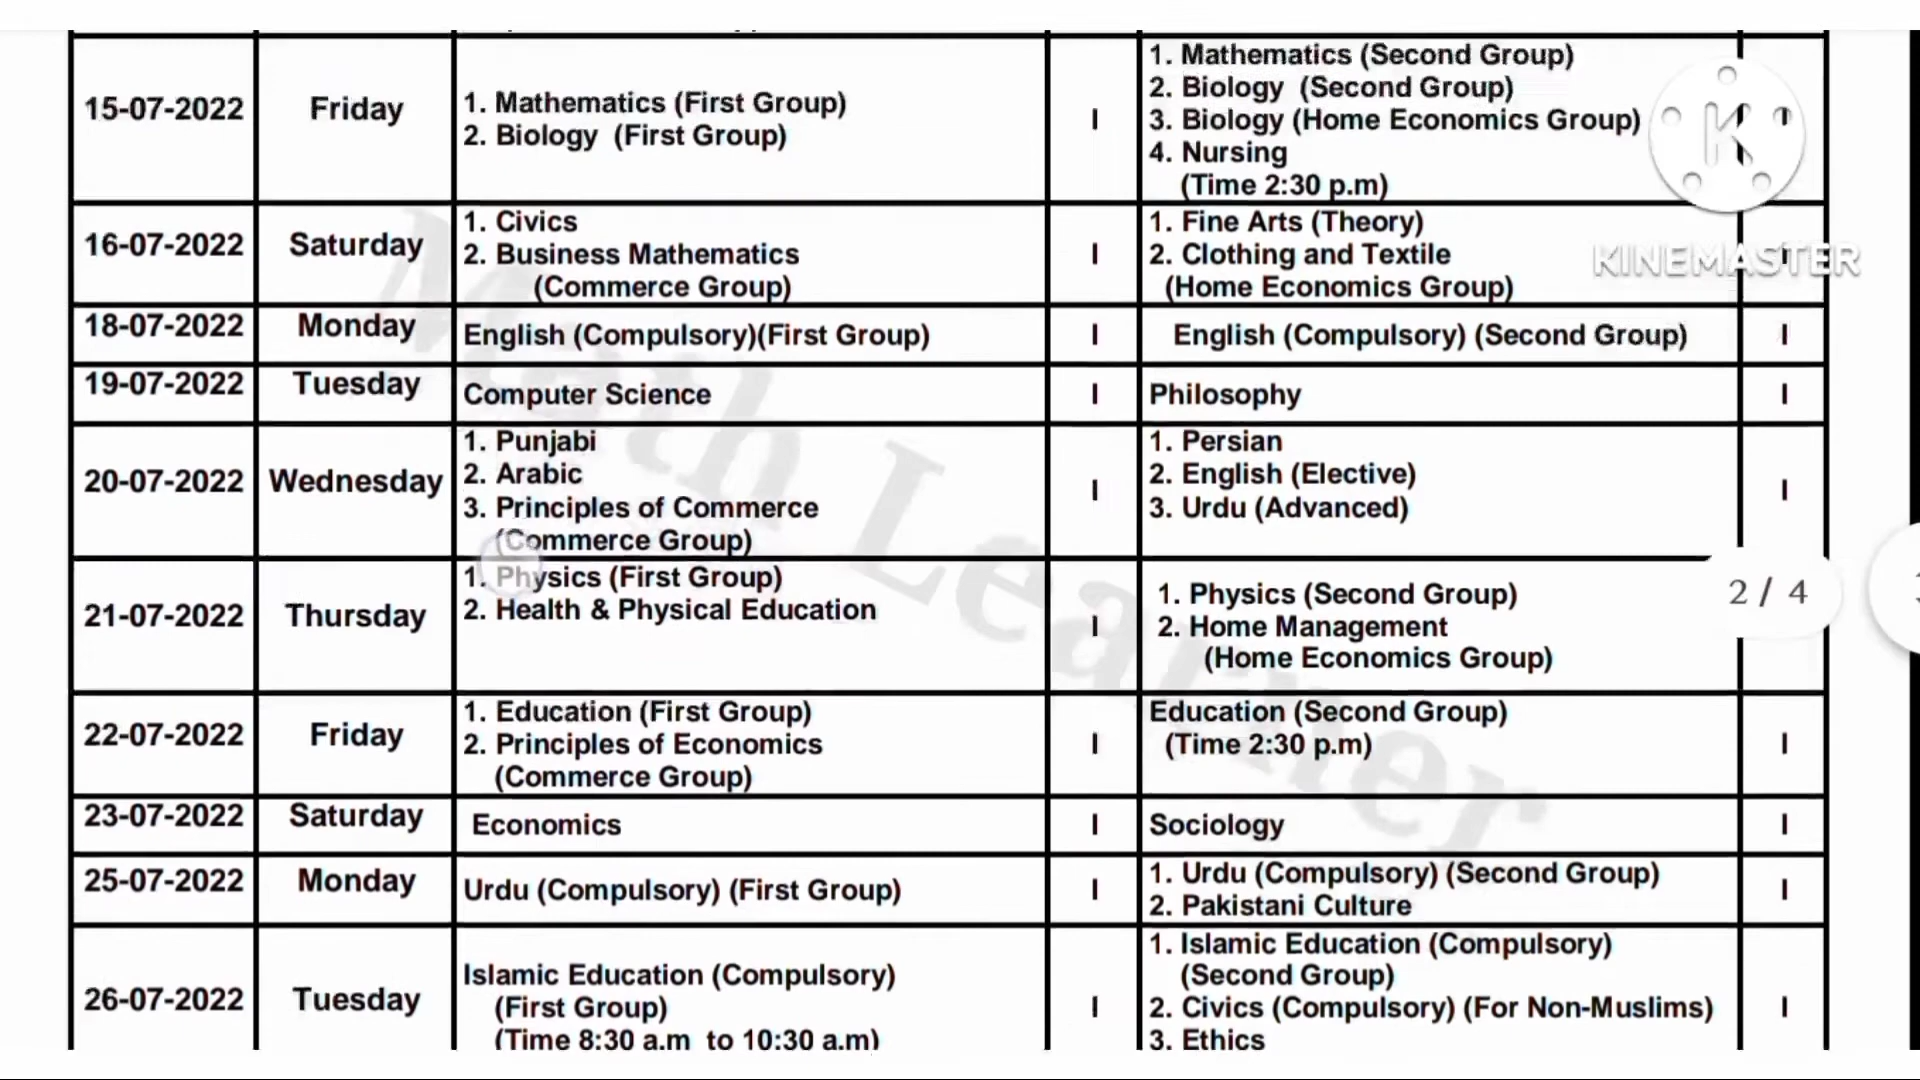 15-07-2022 Friday
1. Mathematics (First Group)
2. Biology (First Group)
I
1. Mathematics (Second Group)
2. Biology (Second Group)
3. Biology (Home Economics Group)
4. Nursing
(Time 2:30 p.m)
I
K
KINEMASTER
16-07-2022 Saturday
1. Civics
2. Business Mathematics
(Commerce Group)
I
1. Fine Arts (Theory)
2. Clothing and Textile
(Home Economics Group)
I
18-07-2022 Monday English (Compulsory)(First Group) I English (Compulsory) (Second Group) I
19-07-2022 Tuesday Computer Science I Philosophy I
20-07-2022 Wednesday
1. Punjabi
2. Arabic
3. Principles of Commerce
(Commerce Group)
I
1. Persian
2. English (Elective)
3. Urdu (Advanced)
I
21-07-2022 Thursday
1. Physics (First Group)
2. Health & Physical Education
I
1. Physics (Second Group)
2. Home Management
(Home Economics Group)
2 / 4
22-07-2022 Friday
1. Education (First Group)
2. Principles of Economics
(Commerce Group)
I
Education (Second Group)
(Time 2:30 p.m)
I
23-07-2022 Saturday Economics I Sociology I
25-07-2022 Monday Urdu (Compulsory) (First Group) I
1. Urdu (Compulsory) (Second Group)
2. Pakistani Culture
I
26-07-2022 Tuesday
Islamic Education (Compulsory)
(First Group)
(Time 8:30 a.m to 10:30 a.m)
I
1. Islamic Education (Compulsory)
(Second Group)
2. Civics (Compulsory) (For Non-Muslims)
3. Ethics
I
Math Learner